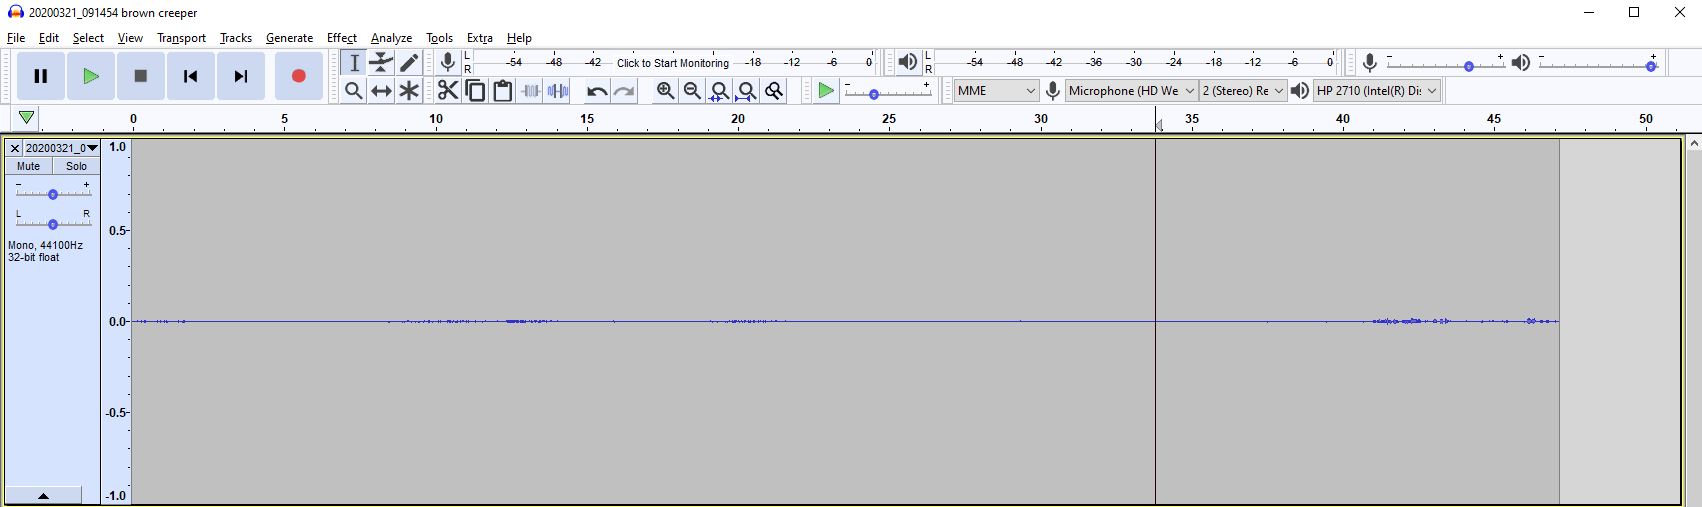 20200321_091454 brown creeper
File Edit Select View Transport Tracks Generate Effect Analyze Tools Extra Help
L R -54 -48 -42 Click to Start Monitoring -18 -12 -6 0 L R -54 -48 -42 -36 -30 -24 -18 -12 -6 0 - + - +
- + MME Microphone (HD We 2 (Stereo) Re HP 2710 (Intel(R) Di
0 5 10 15 20 25 30 35 40 45 50
20200321_0 1.0
Mute Solo
- +
L R
0.5
Mono, 44100Hz
32-bit float
0.0
-0.5
-1.0